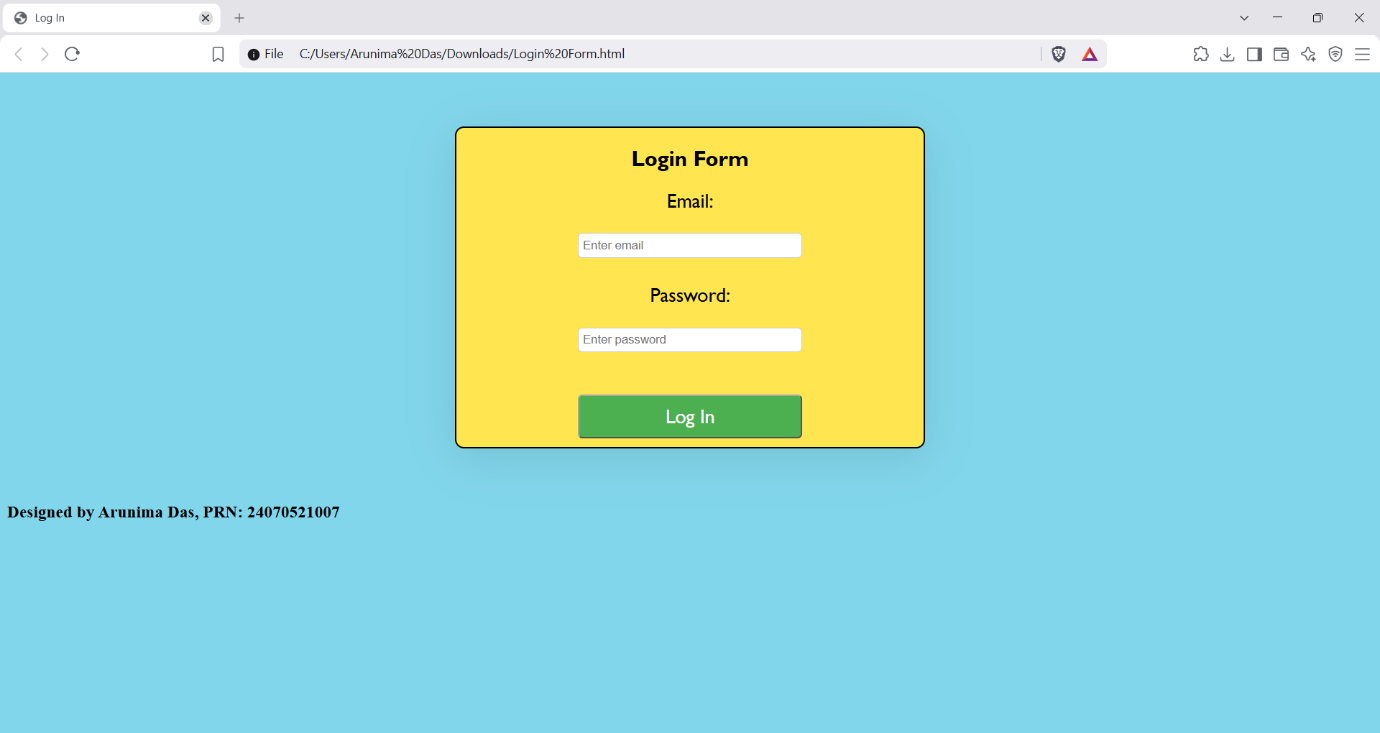 Log In
File C:/Users/Arunima%20Das/Downloads/Login%20Form.html
Login Form
Email:
Enter email
Password:
Enter password
Log In
Designed by Arunima Das, PRN: 24070521007